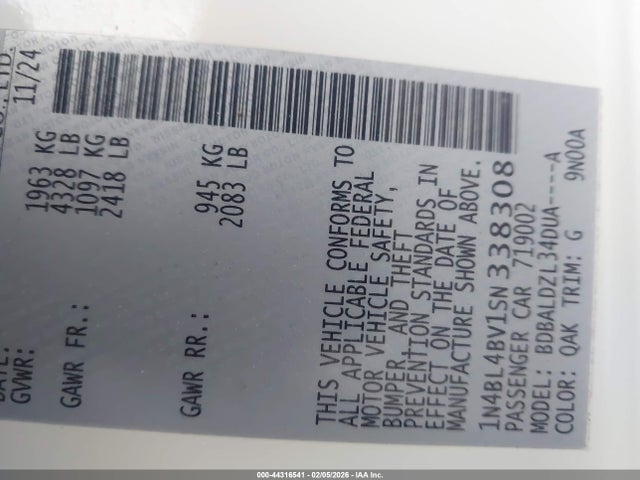 CO., LTD.
DATE: 11/24
GVWR: 1963 KG
4328 LB
GAWR FR.: 1097 KG
2418 LB
GAWR RR.: 945 KG
2083 LB
THIS VEHICLE CONFORMS TO
ALL APPLICABLE FEDERAL
MOTOR VEHICLE SAFETY,
BUMPER, AND THEFT
PREVENTION STANDARDS IN
EFFECT ON THE DATE OF
MANUFACTURE SHOWN ABOVE.
1N4BL4BV1SN338308
PASSENGER CAR 719002
MODEL: BDBALDZL34DUA----A
COLOR: QAK TRIM: G 9N00A
000-44316541 - 02/05/2026 - IAA Inc.